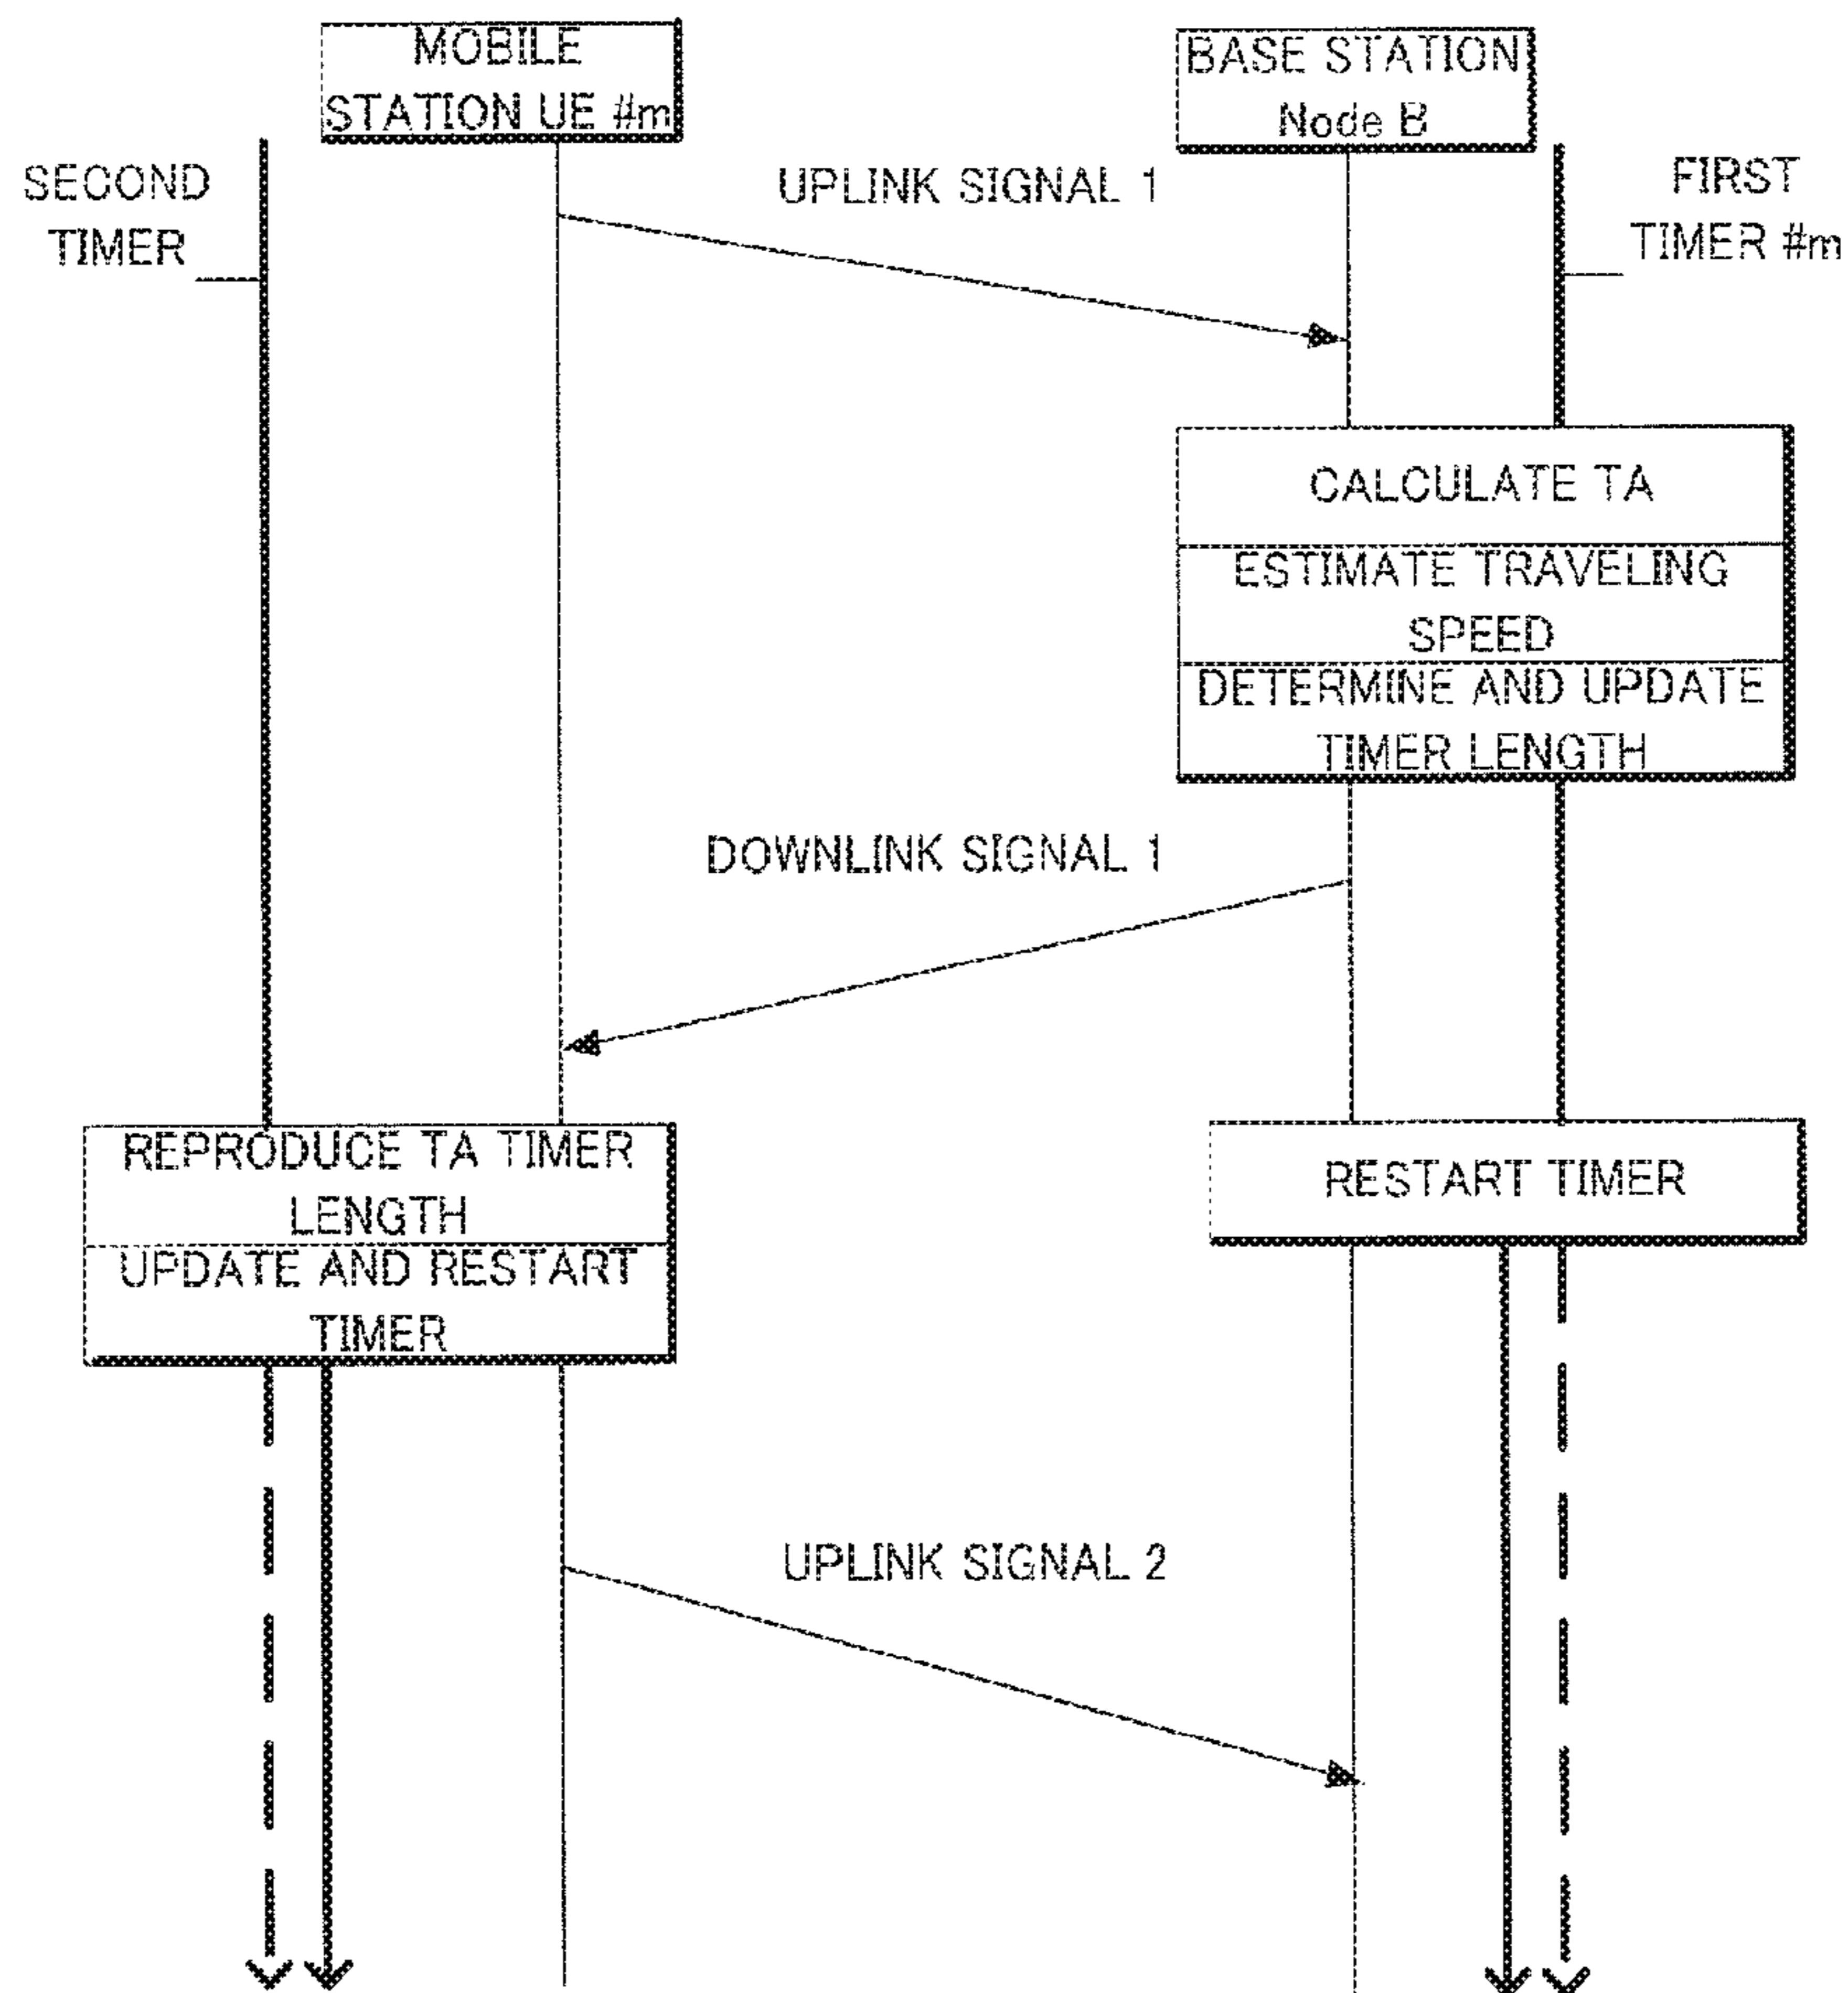 MOBILE
STATION UE #m
BASE STATION
Node B
SECOND
TIMER
UPLINK SIGNAL 1
FIRST
TIMER #m
CALCULATE TA
ESTIMATE TRAVELING
SPEED
DETERMINE AND UPDATE
TIMER LENGTH
DOWNLINK SIGNAL 1
REPRODUCE TA TIMER
LENGTH
UPDATE AND RESTART
TIMER
RESTART TIMER
UPLINK SIGNAL 2